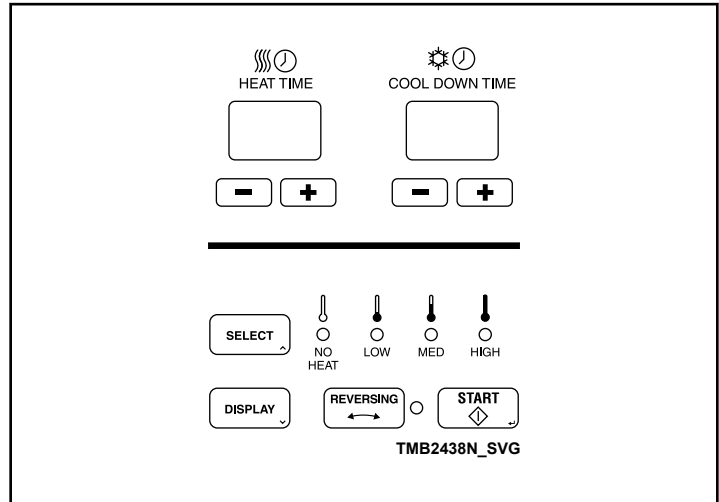 HEAT TIME
COOL DOWN TIME
SELECT
NO HEAT
LOW
MED
HIGH
DISPLAY
REVERSING
START
TMB2438N_SVG